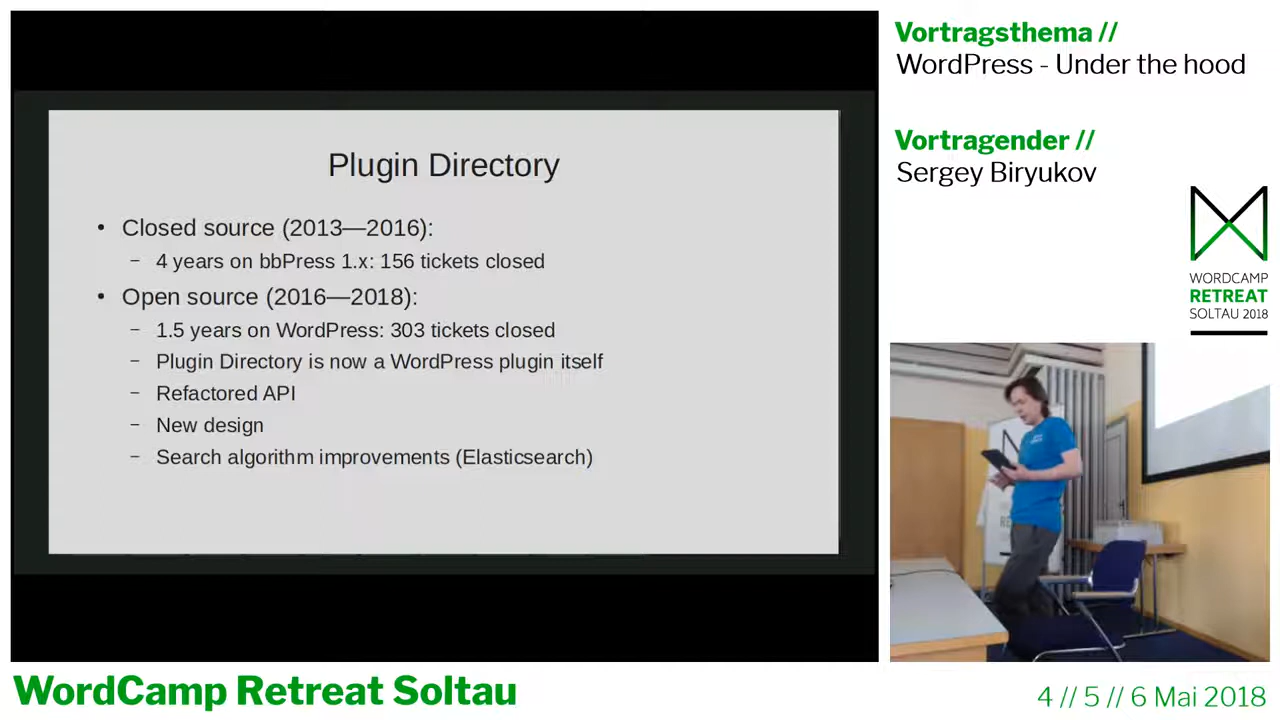 Plugin Directory
• Closed source (2013—2016):
– 4 years on bbPress 1.x: 156 tickets closed
• Open source (2016—2018):
– 1.5 years on WordPress: 303 tickets closed
– Plugin Directory is now a WordPress plugin itself
– Refactored API
– New design
– Search algorithm improvements (Elasticsearch)
Vortragsthema //
WordPress - Under the hood
Vortragender //
Sergey Biryukov
WORDCAMP
RETREAT
SOLTAU 2018
WordCamp Retreat Soltau
4 // 5 // 6 Mai 2018